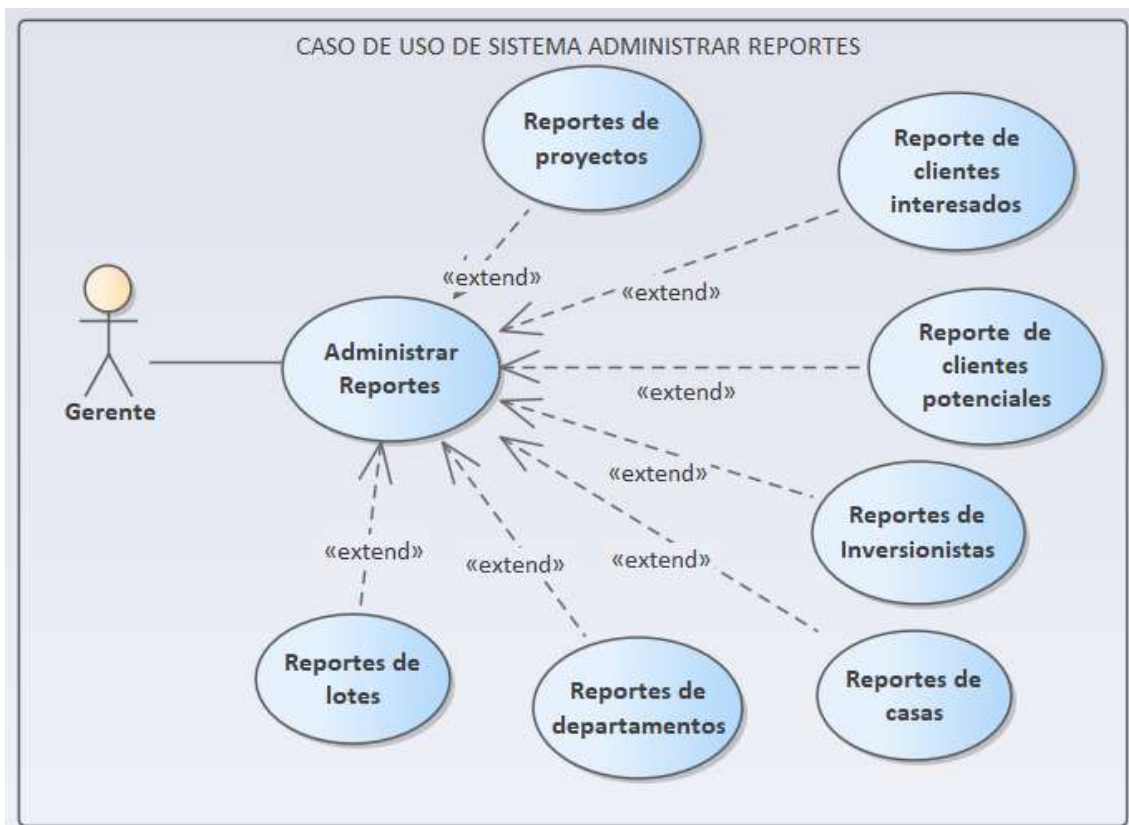 CASO DE USO DE SISTEMA ADMINISTRAR REPORTES
Reportes de
proyectos
Reporte de
clientes
interesados
«extend»
«extend»
Administrar
Reportes
Gerente
Reporte de
clientes
potenciales
«extend»
«extend»
Reportes de
Inversionistas
«extend»
«extend»
«extend»
Reportes de
lotes
Reportes de
departamentos
Reportes de
casas